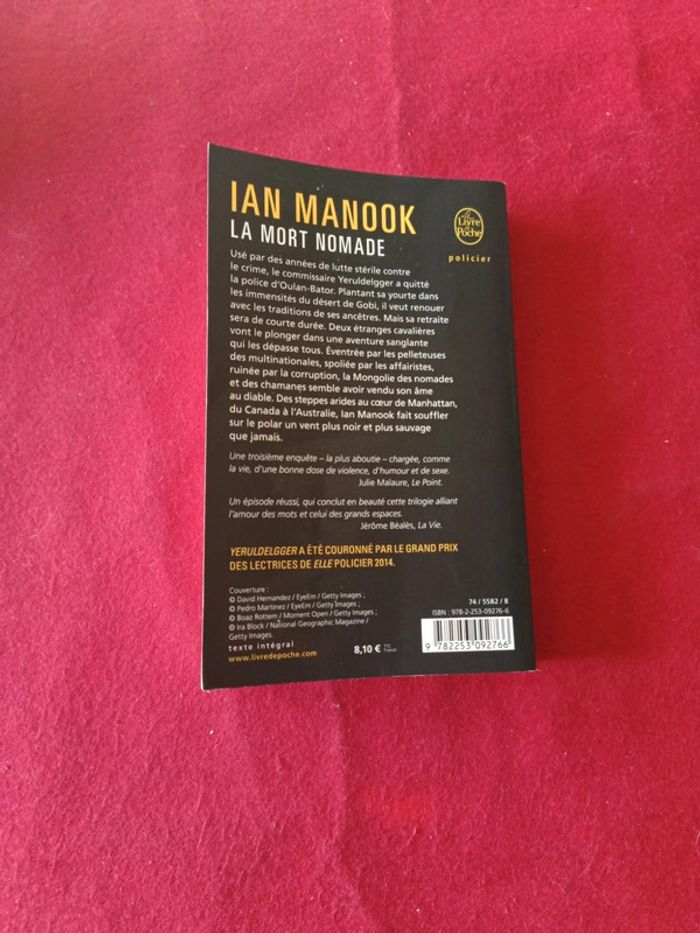 IAN MANOOK
LA MORT NOMADE
Le
Livre
de
Poche
policier
Usé par des années de lutte stérile contre
le crime, le commissaire Yeruldelgger a quitté
la police d'Oulan-Bator. Plantant sa yourte dans
les immensités du désert de Gobi, il veut renouer
avec les traditions de ses ancêtres. Mais sa retraite
sera de courte durée. Deux étranges cavalières
vont le plonger dans une aventure sanglante
qui les dépasse tous. Éventrée par les pelleteuses
des multinationales, spoliée par les affairistes,
ruinée par la corruption, la Mongolie des nomades
et des chamanes semble avoir vendu son âme
au diable. Des steppes arides au cœur de Manhattan,
du Canada à l'Australie, Ian Manook fait souffler
sur le polar un vent plus noir et plus sauvage
que jamais.
Une troisième enquête – la plus aboutie – chargée, comme
la vie, d'une bonne dose de violence, d'humour et de sexe.
Julie Malaure, Le Point.
Un épisode réussi, qui conclut en beauté cette trilogie alliant
l'amour des mots et celui des grands espaces.
Jérôme Béalès, La Vie.
YERULDELGGER A ÉTÉ COURONNÉ PAR LE GRAND PRIX
DES LECTRICES DE ELLE POLICIER 2014.
Couverture :
© David Hernandez / EyeEm / Getty Images ;
© Pedro Martinez / EyeEm / Getty Images ;
© Boaz Rottem / Moment Open / Getty Images ;
© Ira Block / National Geographic Magazine /
Getty Images.
texte intégral
www.livredepoche.com
8,10 € TTC
France
74 / 5582 / 8
ISBN : 978-2-253-09276-6
9 782253 092766